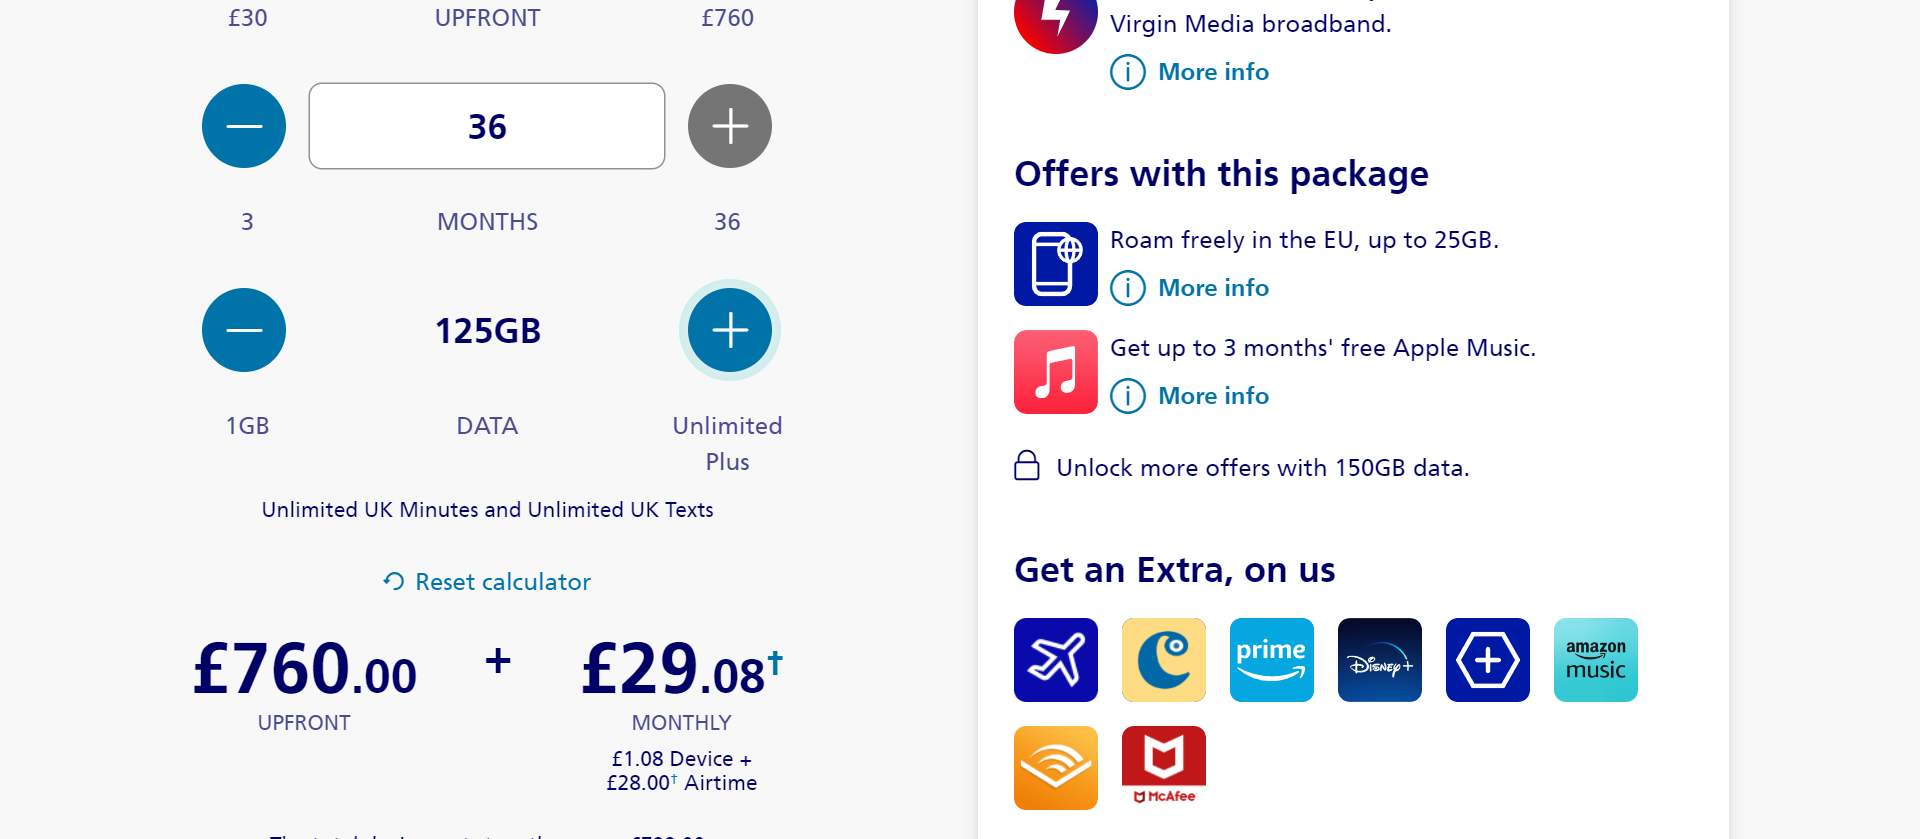 £30 UPFRONT £760
36
3 MONTHS 36
125GB
1GB DATA Unlimited
Plus
Unlimited UK Minutes and Unlimited UK Texts
Reset calculator
£760.00 + £29.08†
UPFRONT MONTHLY
£1.08 Device +
£28.00† Airtime
Virgin Media broadband.
More info
Offers with this package
Roam freely in the EU, up to 25GB.
More info
Get up to 3 months' free Apple Music.
More info
Unlock more offers with 150GB data.
Get an Extra, on us
prime
Disney+
amazon
music
McAfee